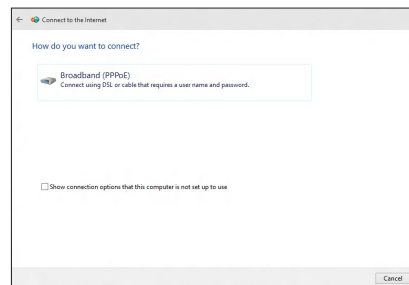 Connect to the Internet
How do you want to connect?
Broadband (PPPoE)
Connect using DSL or cable that requires a user name and password.
Show connection options that this computer is not set up to use
Cancel